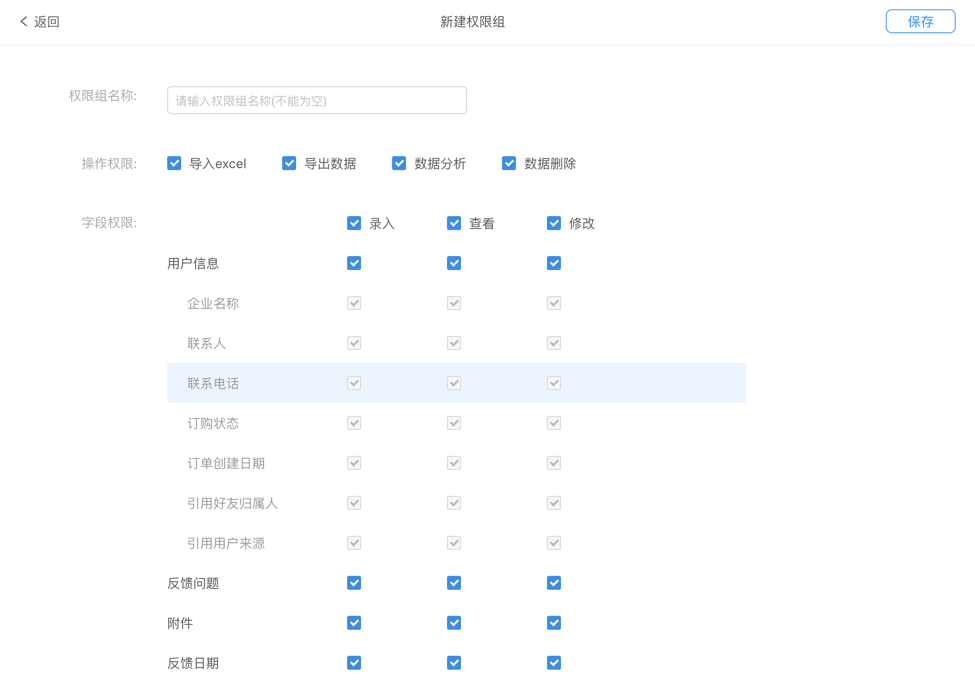 返回 新建权限组 保存
权限组名称: 请输入权限组名称(不能为空)
操作权限: 导入excel 导出数据 数据分析 数据删除
字段权限: 录入 查看 修改
用户信息
企业名称
联系人
联系电话
订购状态
订单创建日期
引用好友归属人
引用用户来源
反馈问题
附件
反馈日期